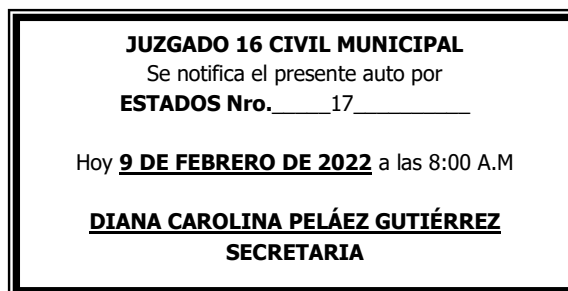 JUZGADO 16 CIVIL MUNICIPAL
Se notifica el presente auto por
ESTADOS Nro._____17__________
Hoy 9 DE FEBRERO DE 2022 a las 8:00 A.M
DIANA CAROLINA PELÁEZ GUTIÉRREZ
SECRETARIA